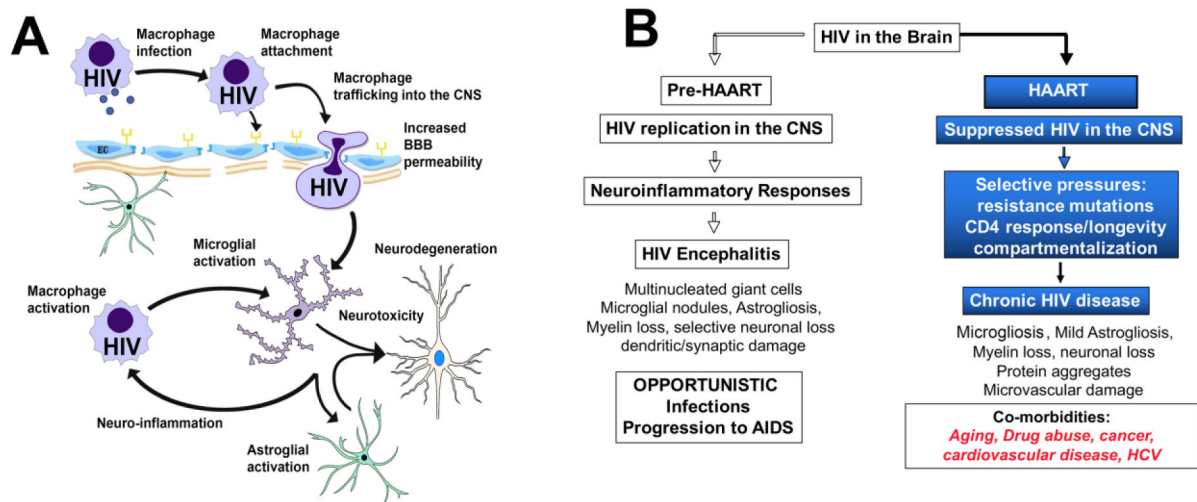 A
Macrophage
infection
HIV
Macrophage
attachment
HIV
Macrophage
trafficking into the CNS
Increased
BBB
permeability
EC
HIV
Microglial
activation
Neurodegeneration
Macrophage
activation
HIV
Neurotoxicity
Neuro-inflammation
Astroglial
activation
B
HIV in the Brain
Pre-HAART
HIV replication in the CNS
Neuroinflammatory Responses
HIV Encephalitis
Multinucleated giant cells
Microglial nodules, Astrogliosis,
Myelin loss, selective neuronal loss
dendritic/synaptic damage
OPPORTUNISTIC
Infections
Progression to AIDS
HAART
Suppressed HIV in the CNS
Selective pressures:
resistance mutations
CD4 response/longevity
compartmentalization
Chronic HIV disease
Microgliosis, Mild Astrogliosis,
Myelin loss, neuronal loss
Protein aggregates
Microvascular damage
Co-morbidities:
Aging, Drug abuse, cancer,
cardiovascular disease, HCV